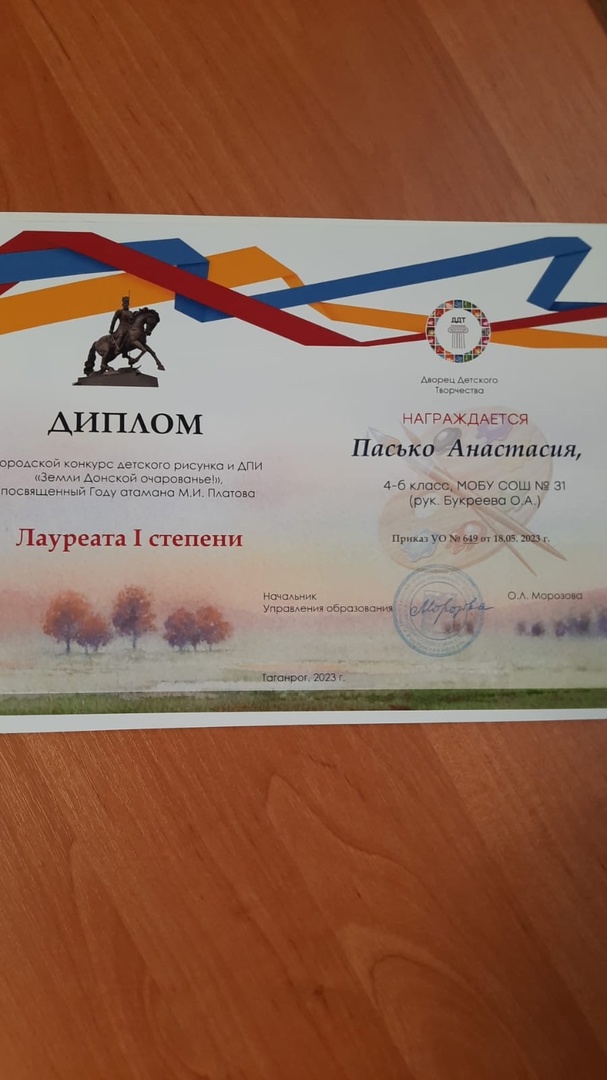 ДДТ
Дворец Детского
Творчества
ДИПЛОМ
ородской конкурс детского рисунка и ДПИ
«Земли Донской очарованье!»,
посвященный Году атамана М.И. Платова
Лауреата I степени
НАГРАЖДАЕТСЯ
Пасько Анастасия,
4-б класс, МОБУ СОШ № 31
(рук. Букреева О.А.)
Приказ УО № 649 от 18.05. 2023 г.
Начальник
Управления образования
Морозова
О.Л. Морозова
Таганрог, 2023 г.